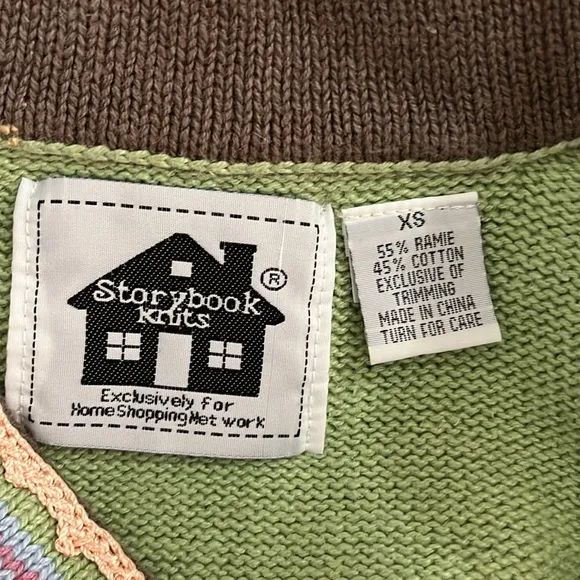 Storybook
Knits
®
Exclusively for
HomeShoppingNetwork
XS
55% RAMIE
45% COTTON
EXCLUSIVE OF
TRIMMING
MADE IN CHINA
TURN FOR CARE